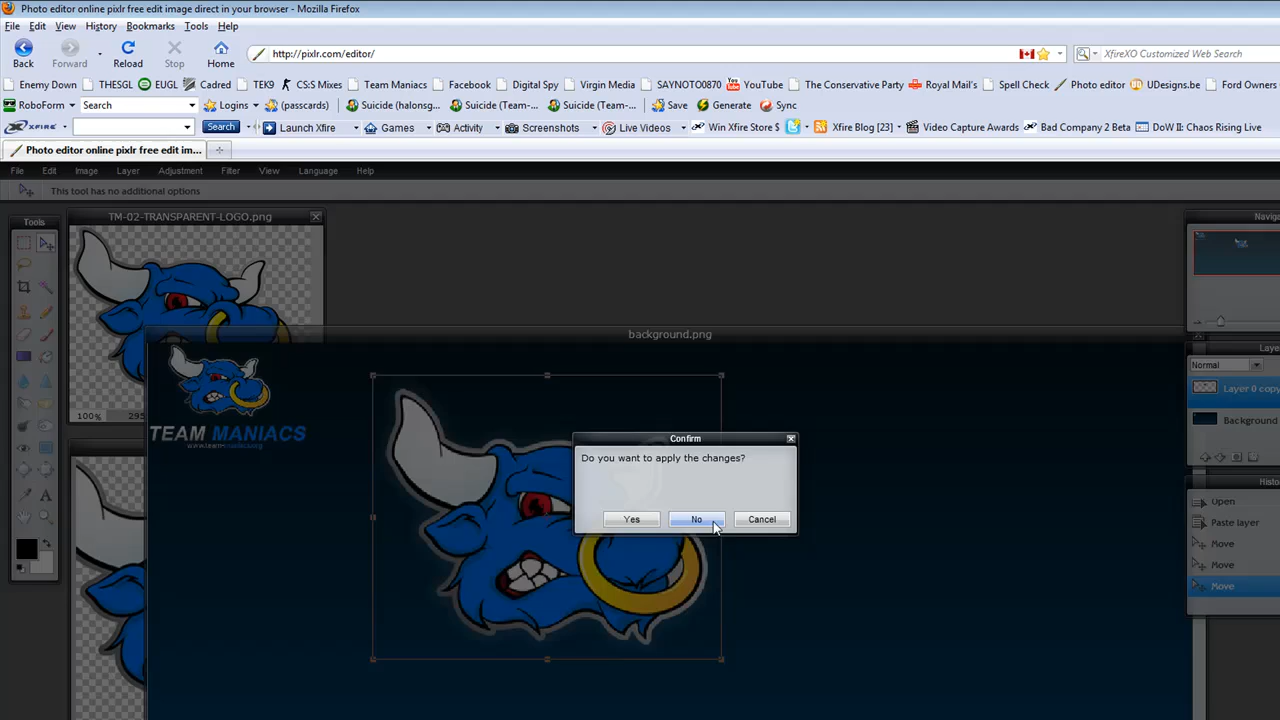 Photo editor online pixlr free edit image direct in your browser - Mozilla Firefox
File Edit View History Bookmarks Tools Help
Back Forward Reload Stop Home http://pixlr.com/editor/ XfireXO Customized Web Search
Enemy Down THESGL EUGL Cadred TEK9 CS:S Mixes Team Maniacs Facebook Digital Spy Virgin Media SAYNOTO0870 YouTube The Conservative Party Royal Mail's Spell Check Photo editor UDesigns.be Ford Owners
RoboForm Search Logins (passcards) Suicide (halonsg... Suicide (Team-... Suicide (Team-... Save Generate Sync
XFIRE Search Launch Xfire Games Activity Screenshots Live Videos Win Xfire Store $ Xfire Blog [23] Video Capture Awards Bad Company 2 Beta DoW II: Chaos Rising Live
Photo editor online pixlr free edit im...
File Edit Image Layer Adjustment Filter View Language Help
This tool has no additional options
Tools
TM-02-TRANSPARENT-LOGO.png
Naviga
background.png
Laye
Normal
Layer 0 copy
100% 295
Background
TEAM MANIACS
Confirm
Do you want to apply the changes?
Yes No Cancel
Histo
Open
Paste layer
Move
Move
Move